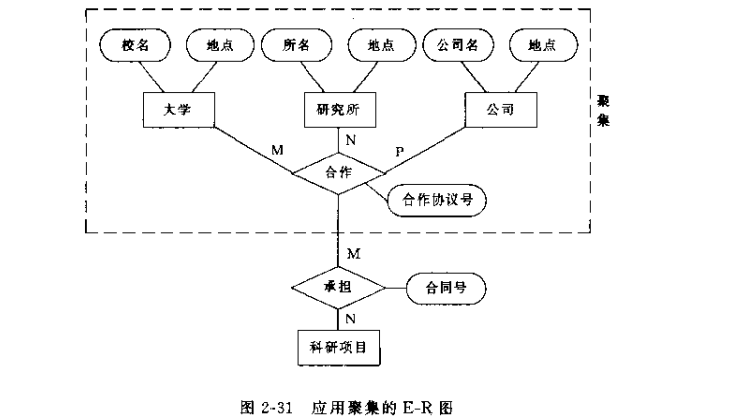 校名 地点 所名 地点 公司名 地点
大学 研究所 公司
聚集
M N P
合作
合作协议号
M
承担 合同号
N
科研项目
图 2-31 应用聚集的 E-R 图